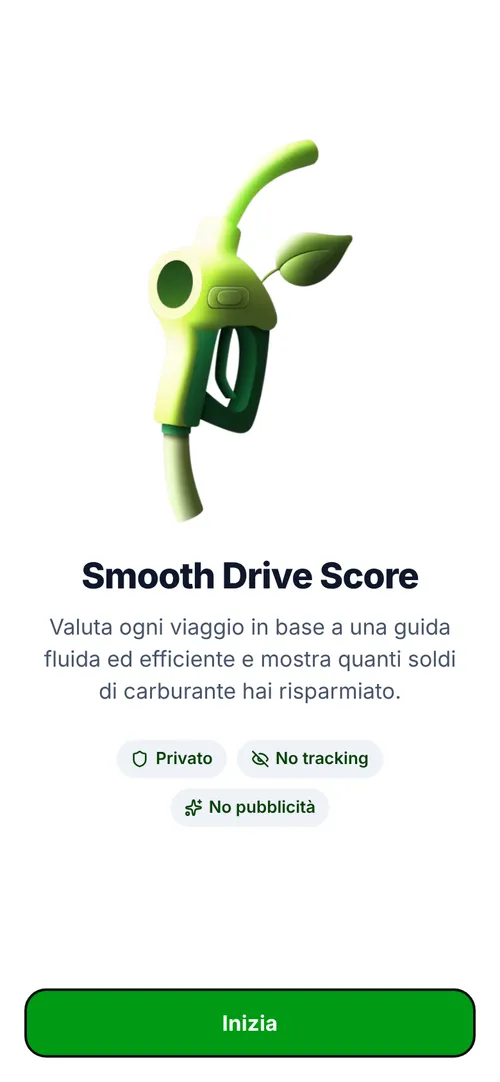 Smooth Drive Score
Valuta ogni viaggio in base a una guida
fluida ed efficiente e mostra quanti soldi
di carburante hai risparmiato.
Privato
No tracking
No pubblicità
Inizia